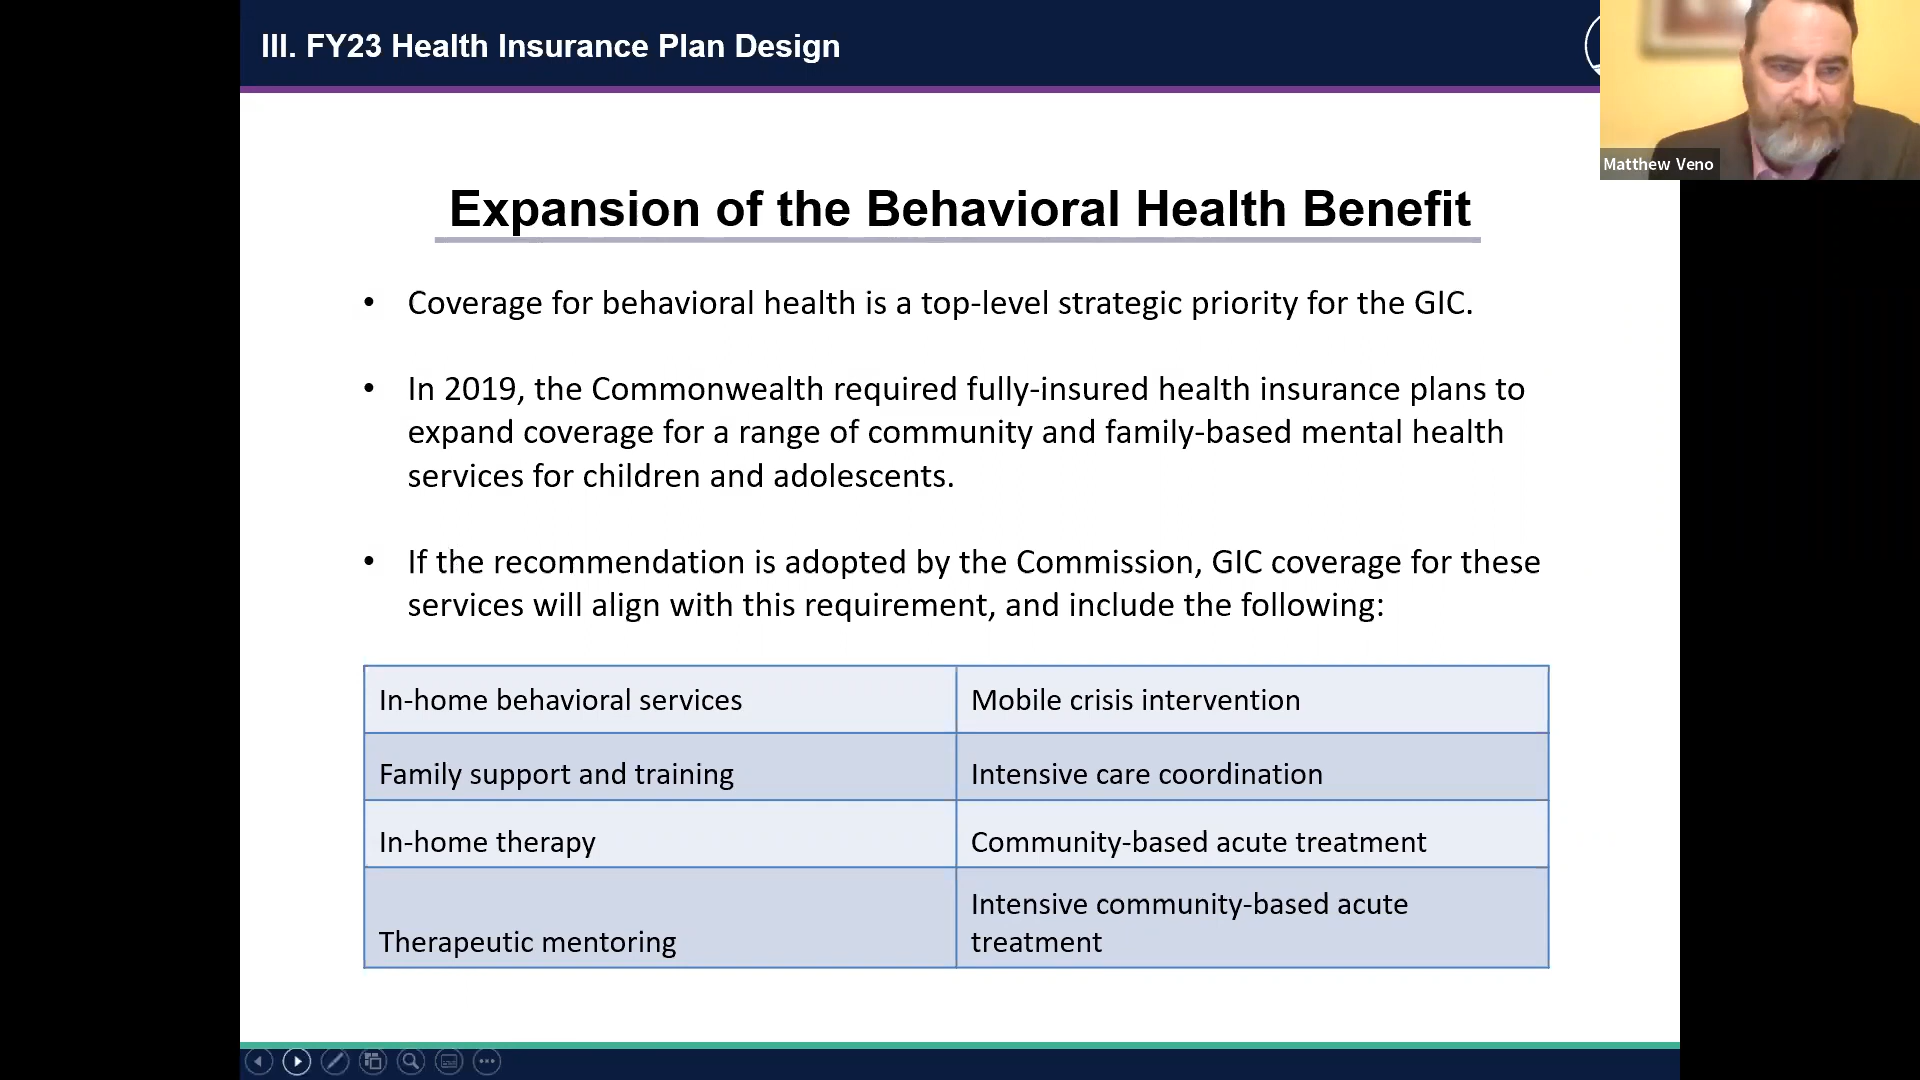 III. FY23 Health Insurance Plan Design
Matthew Veno
Expansion of the Behavioral Health Benefit
• Coverage for behavioral health is a top-level strategic priority for the GIC.
• In 2019, the Commonwealth required fully-insured health insurance plans to
expand coverage for a range of community and family-based mental health
services for children and adolescents.
• If the recommendation is adopted by the Commission, GIC coverage for these
services will align with this requirement, and include the following:
In-home behavioral services
Mobile crisis intervention
Family support and training
Intensive care coordination
In-home therapy
Community-based acute treatment
Therapeutic mentoring
Intensive community-based acute
treatment